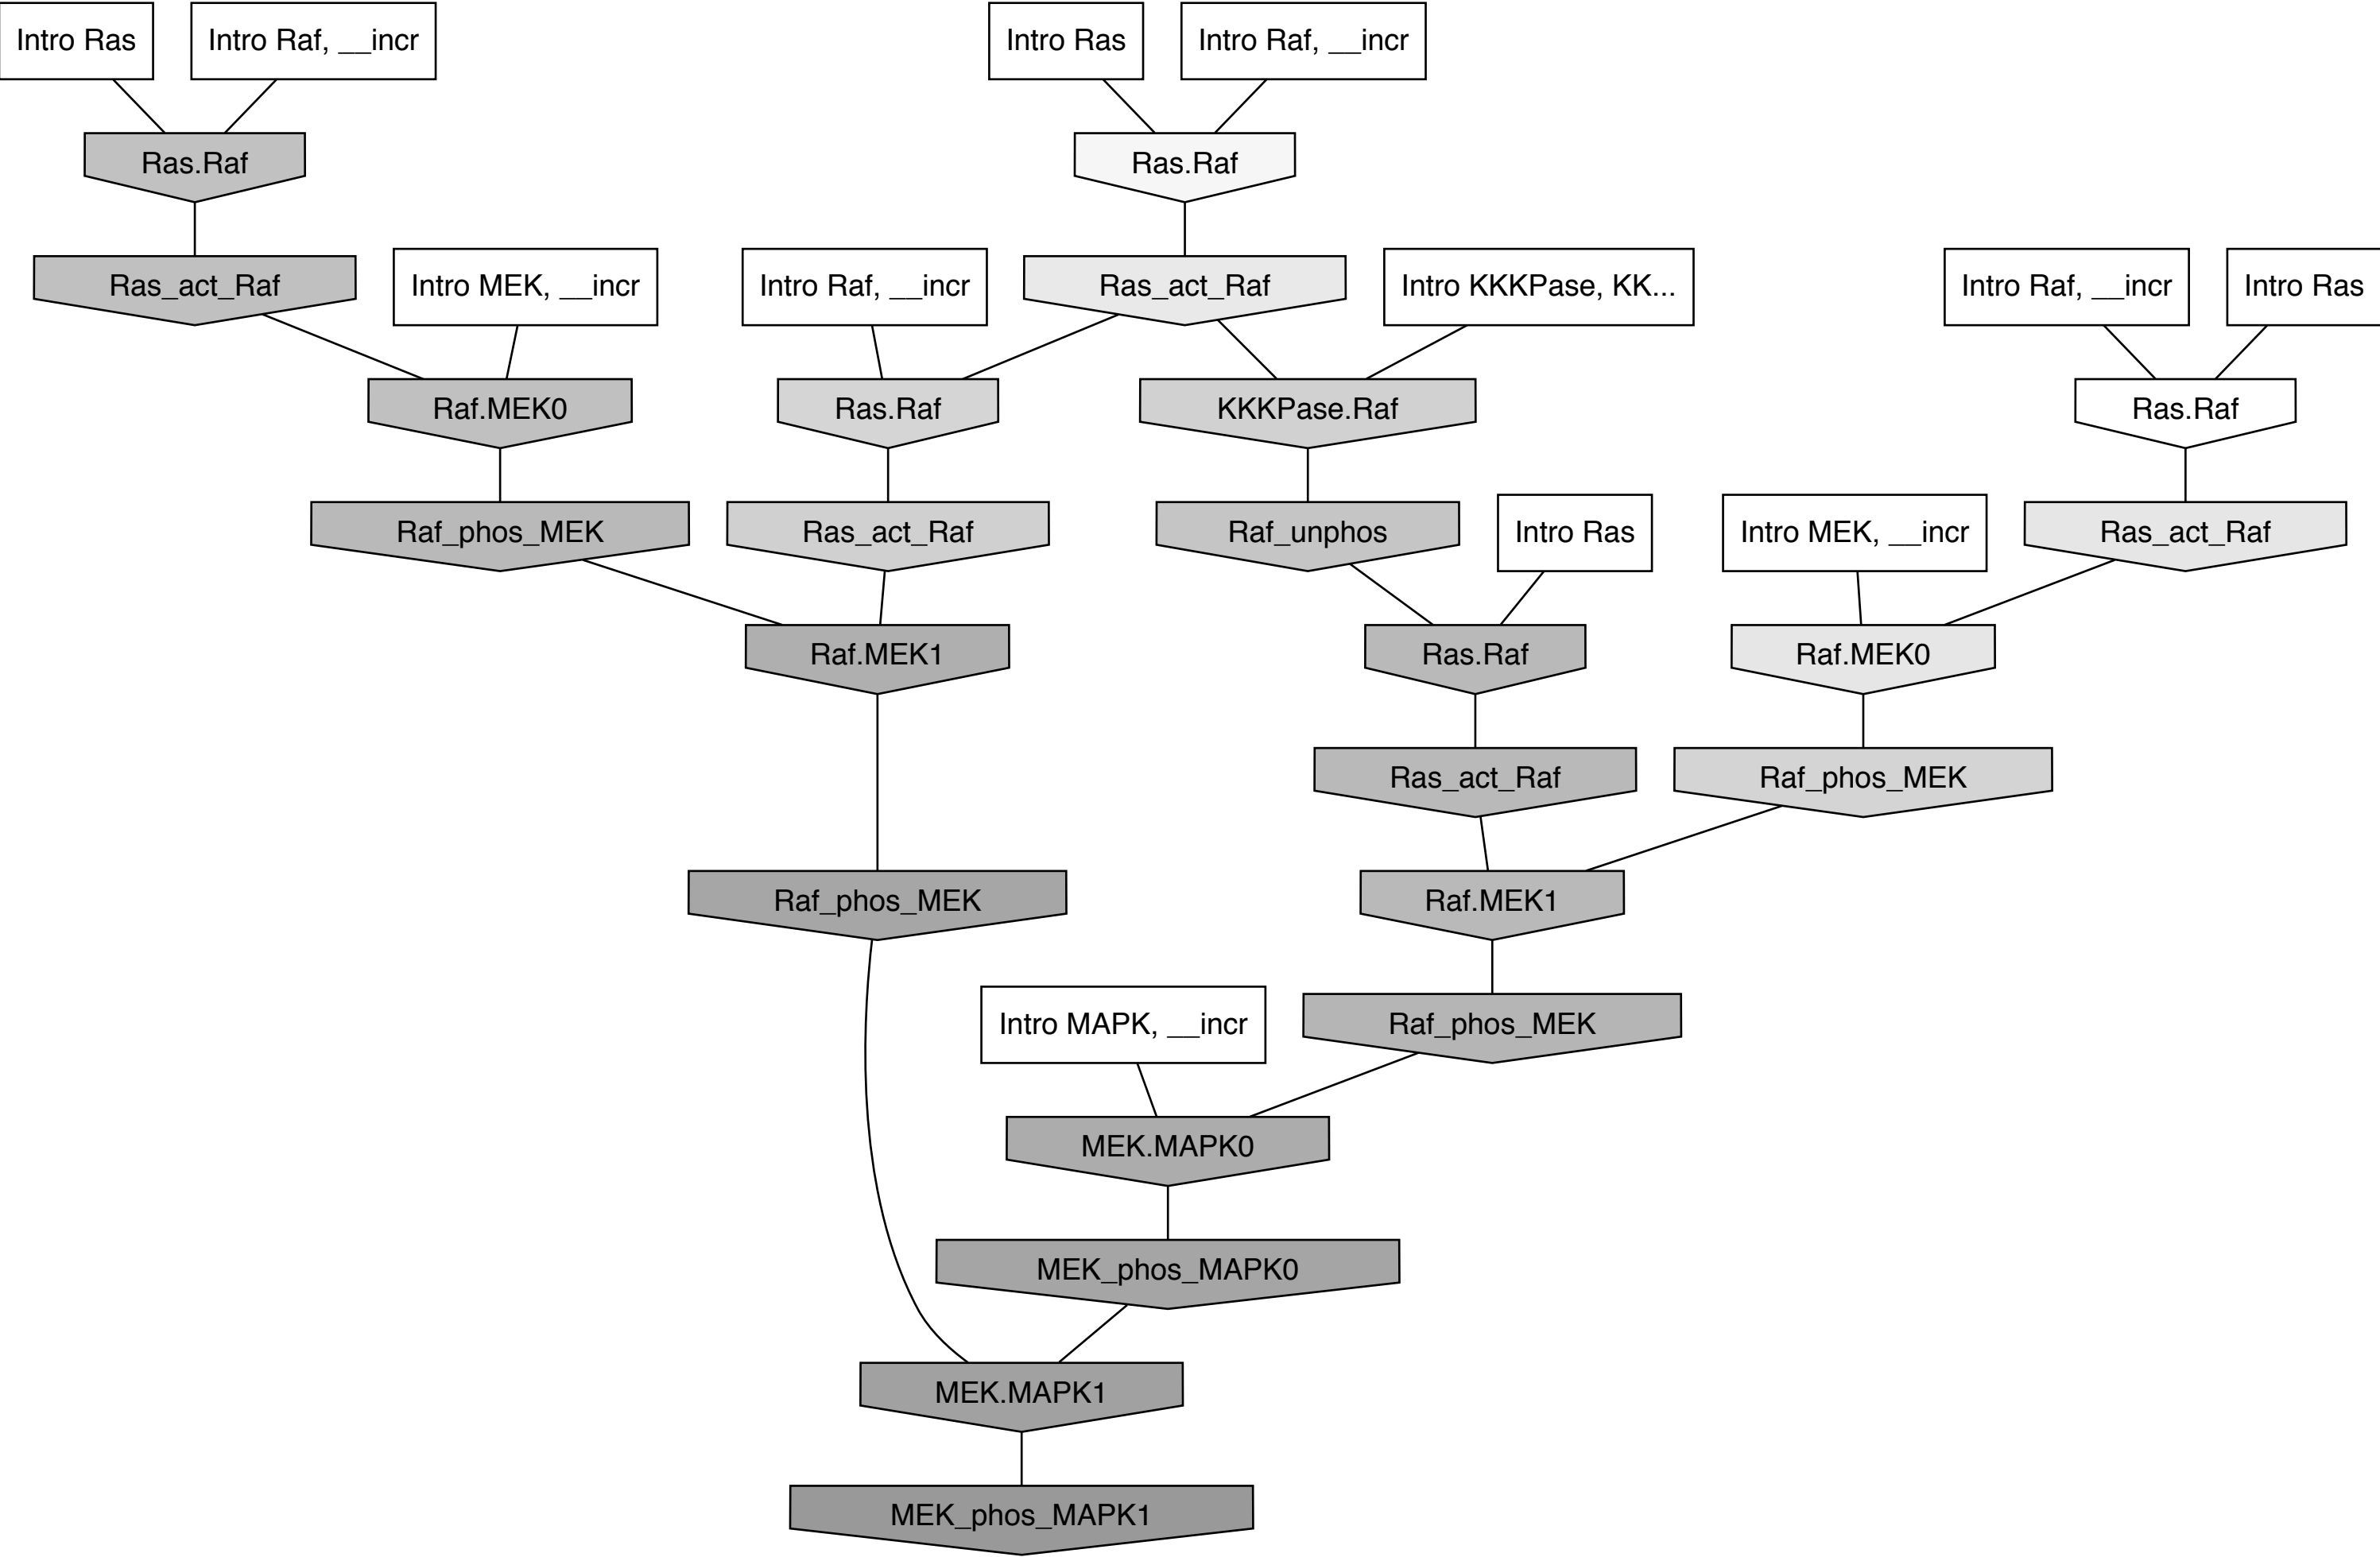 Intro Ras
Intro Raf, __incr
Intro Ras
Intro Raf, __incr
Ras.Raf
Ras.Raf
Ras_act_Raf
Intro MEK, __incr
Intro Raf, __incr
Ras_act_Raf
Intro KKKPase, KK...
Intro Raf, __incr
Intro Ras
Raf.MEK0
Ras.Raf
KKKPase.Raf
Ras.Raf
Raf_phos_MEK
Ras_act_Raf
Raf_unphos
Intro Ras
Intro MEK, __incr
Ras_act_Raf
Raf.MEK1
Ras.Raf
Raf.MEK0
Ras_act_Raf
Raf_phos_MEK
Raf_phos_MEK
Raf.MEK1
Intro MAPK, __incr
Raf_phos_MEK
MEK.MAPK0
MEK_phos_MAPK0
MEK.MAPK1
MEK_phos_MAPK1